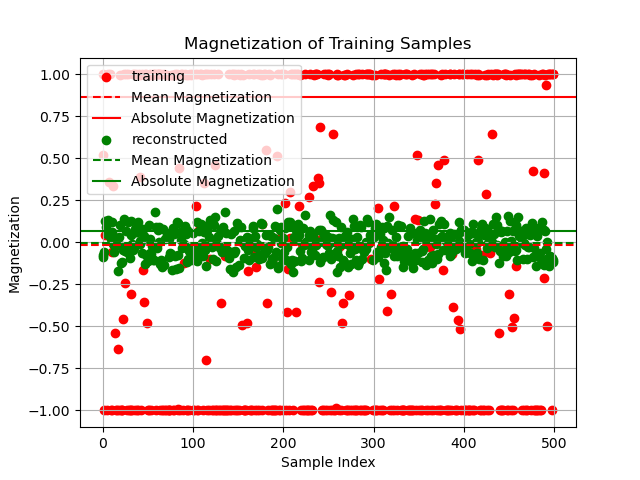 Magnetization of Training Samples
1.00
0.75
0.50
0.25
0.00
−0.25
−0.50
−0.75
−1.00
Magnetization
training
Mean Magnetization
Absolute Magnetization
reconstructed
Mean Magnetization
Absolute Magnetization
0 100 200 300 400 500
Sample Index